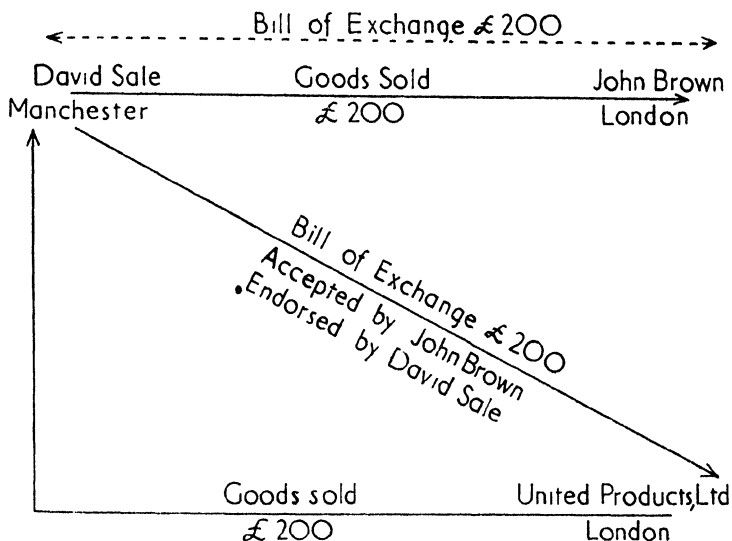 Bill of Exchange £200
David Sale Goods Sold John Brown
Manchester £200 London
Bill of Exchange £200
Accepted by John Brown
Endorsed by David Sale
Goods sold United Products,Ltd
£200 London